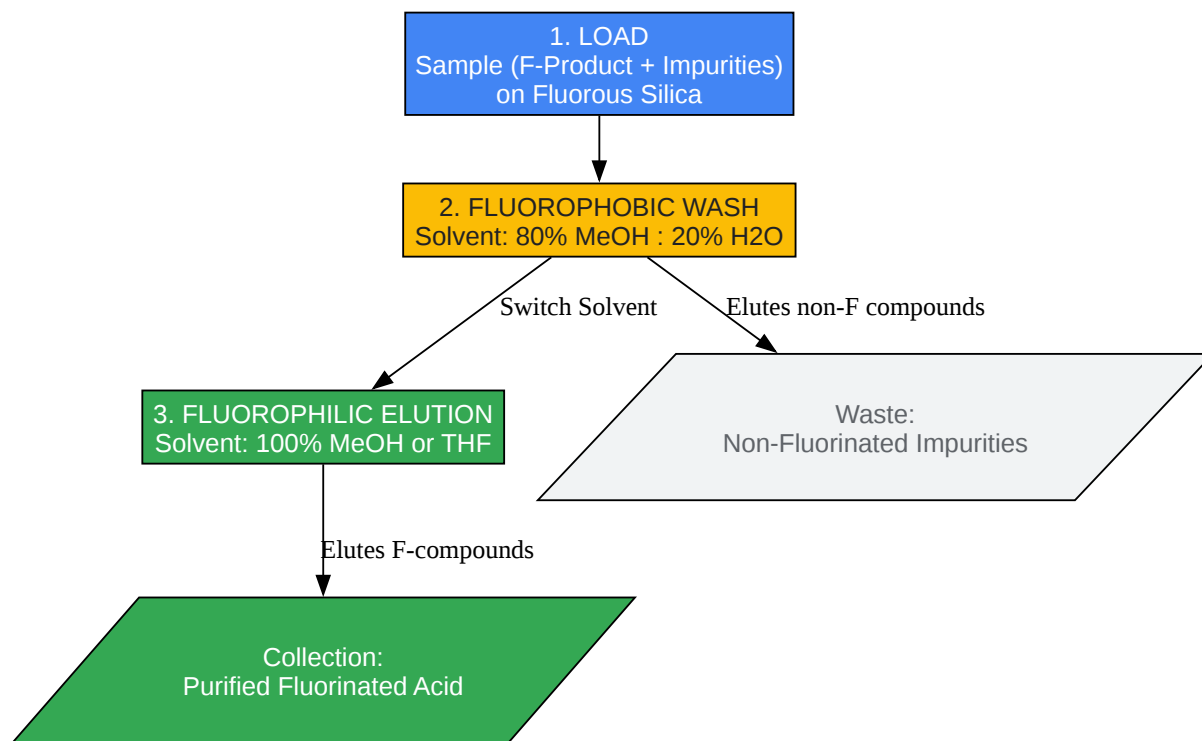 1. LOAD
Sample (F-Product + Impurities)
on Fluorous Silica
2. FLUOROPHOBIC WASH
Solvent: 80% MeOH : 20% H2O
Switch Solvent
Elutes non-F compounds
3. FLUOROPHILIC ELUTION
Solvent: 100% MeOH or THF
Waste:
Non-Fluorinated Impurities
Elutes F-compounds
Collection:
Purified Fluorinated Acid